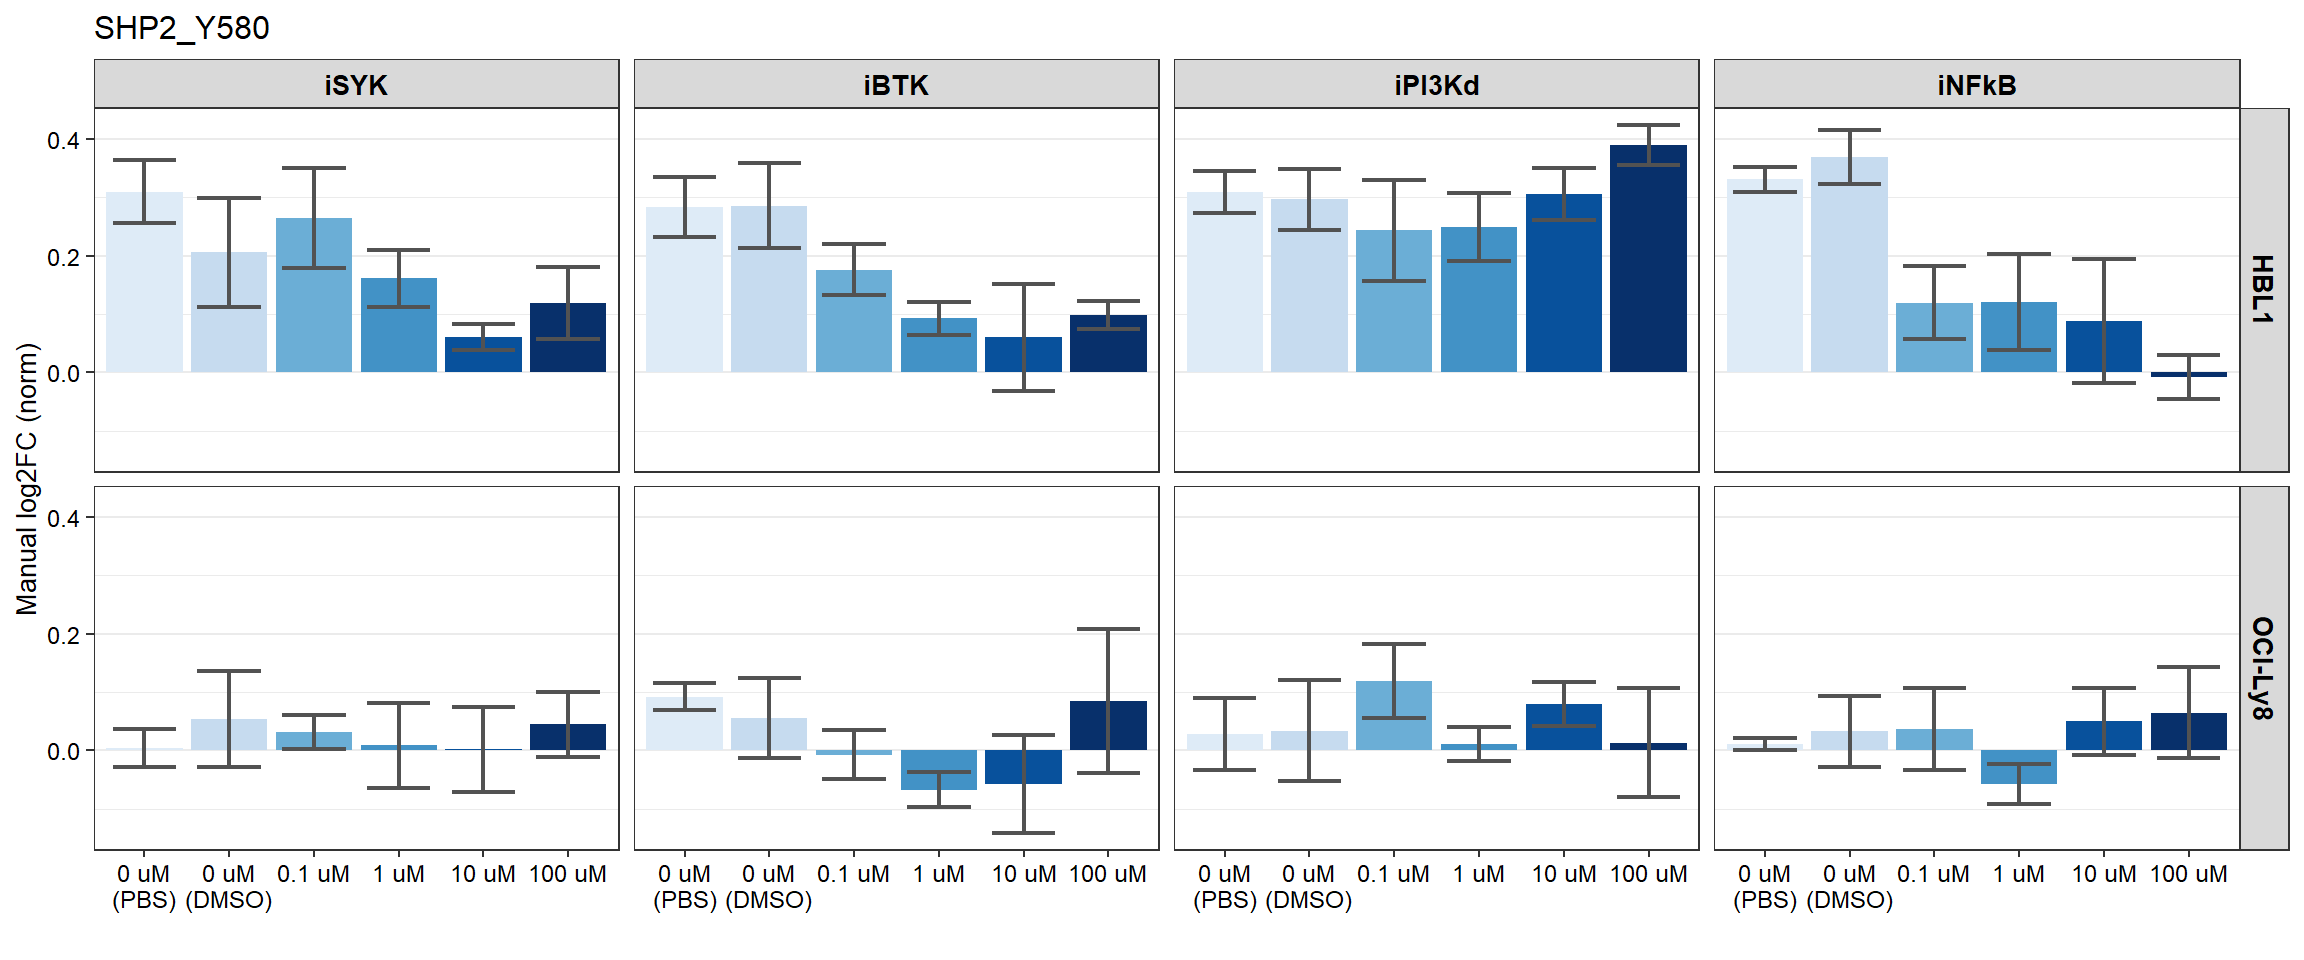 SHP2_Y580
iSYK
iBTK
iPI3Kd
iNFkB
Manual log2FC (norm)
0.4
0.2
0.0
HBL1
0.4
0.2
0.0
OCI-Ly8
0 uM (PBS)
0 uM (DMSO)
0.1 uM
1 uM
10 uM
100 uM
0 uM (PBS)
0 uM (DMSO)
0.1 uM
1 uM
10 uM
100 uM
0 uM (PBS)
0 uM (DMSO)
0.1 uM
1 uM
10 uM
100 uM
0 uM (PBS)
0 uM (DMSO)
0.1 uM
1 uM
10 uM
100 uM